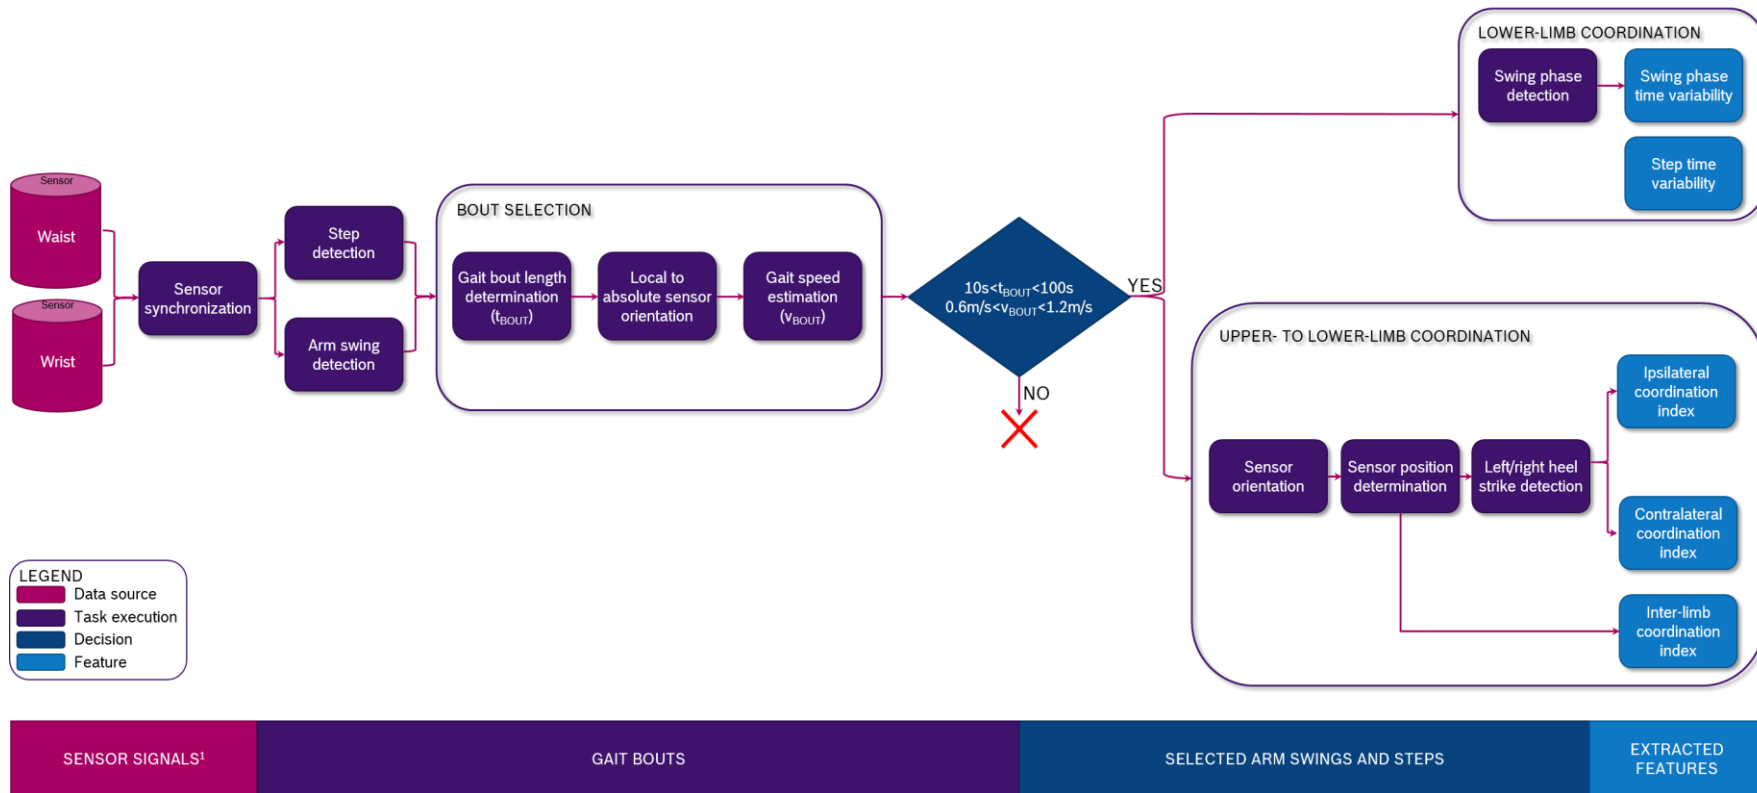 Sensor
Waist
Sensor
Wrist
Sensor
synchronization
Step
detection
Arm swing
detection
BOUT SELECTION
Gait bout length
determination
(tBOUT)
Local to
absolute sensor
orientation
Gait speed
estimation
(vBOUT)
10s<tBOUT<100s
0.6m/s<vBOUT<1.2m/s
YES
NO
LOWER-LIMB COORDINATION
Swing phase
detection
Swing phase
time variability
Step time
variability
UPPER- TO LOWER-LIMB COORDINATION
Sensor
orientation
Sensor position
determination
Left/right heel
strike detection
Ipsilateral
coordination
index
Contralateral
coordination
index
Inter-limb
coordination
index
LEGEND
Data source
Task execution
Decision
Feature
SENSOR SIGNALS¹
GAIT BOUTS
SELECTED ARM SWINGS AND STEPS
EXTRACTED
FEATURES